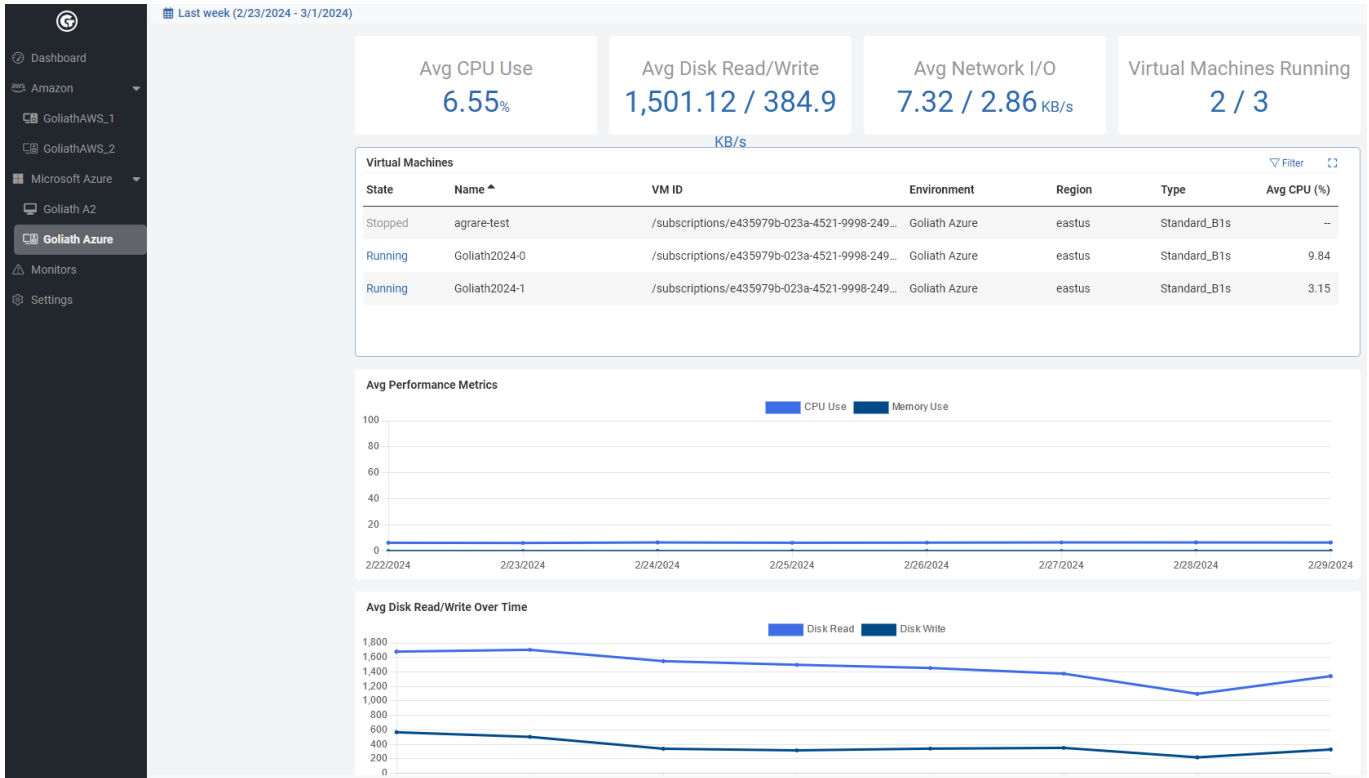 Last week (2/23/2024 - 3/1/2024)
Dashboard
aws Amazon
GoliathAWS_1
GoliathAWS_2
Microsoft Azure
Goliath A2
Goliath Azure
Monitors
Settings
Avg CPU Use
6.55%
Avg Disk Read/Write
1,501.12 / 384.9
KB/s
Avg Network I/O
7.32 / 2.86 KB/s
Virtual Machines Running
2 / 3
Virtual Machines
Filter
State Name VM ID Environment Region Type Avg CPU (%)
Stopped agrare-test /subscriptions/e435979b-023a-4521-9998-249... Goliath Azure eastus Standard_B1s --
Running Goliath2024-0 /subscriptions/e435979b-023a-4521-9998-249... Goliath Azure eastus Standard_B1s 9.84
Running Goliath2024-1 /subscriptions/e435979b-023a-4521-9998-249... Goliath Azure eastus Standard_B1s 3.15
Avg Performance Metrics
CPU Use Memory Use
100
80
60
40
20
0
2/22/2024 2/23/2024 2/24/2024 2/25/2024 2/26/2024 2/27/2024 2/28/2024 2/29/2024
Avg Disk Read/Write Over Time
Disk Read Disk Write
1,800
1,600
1,400
1,200
1,000
800
600
400
200
0